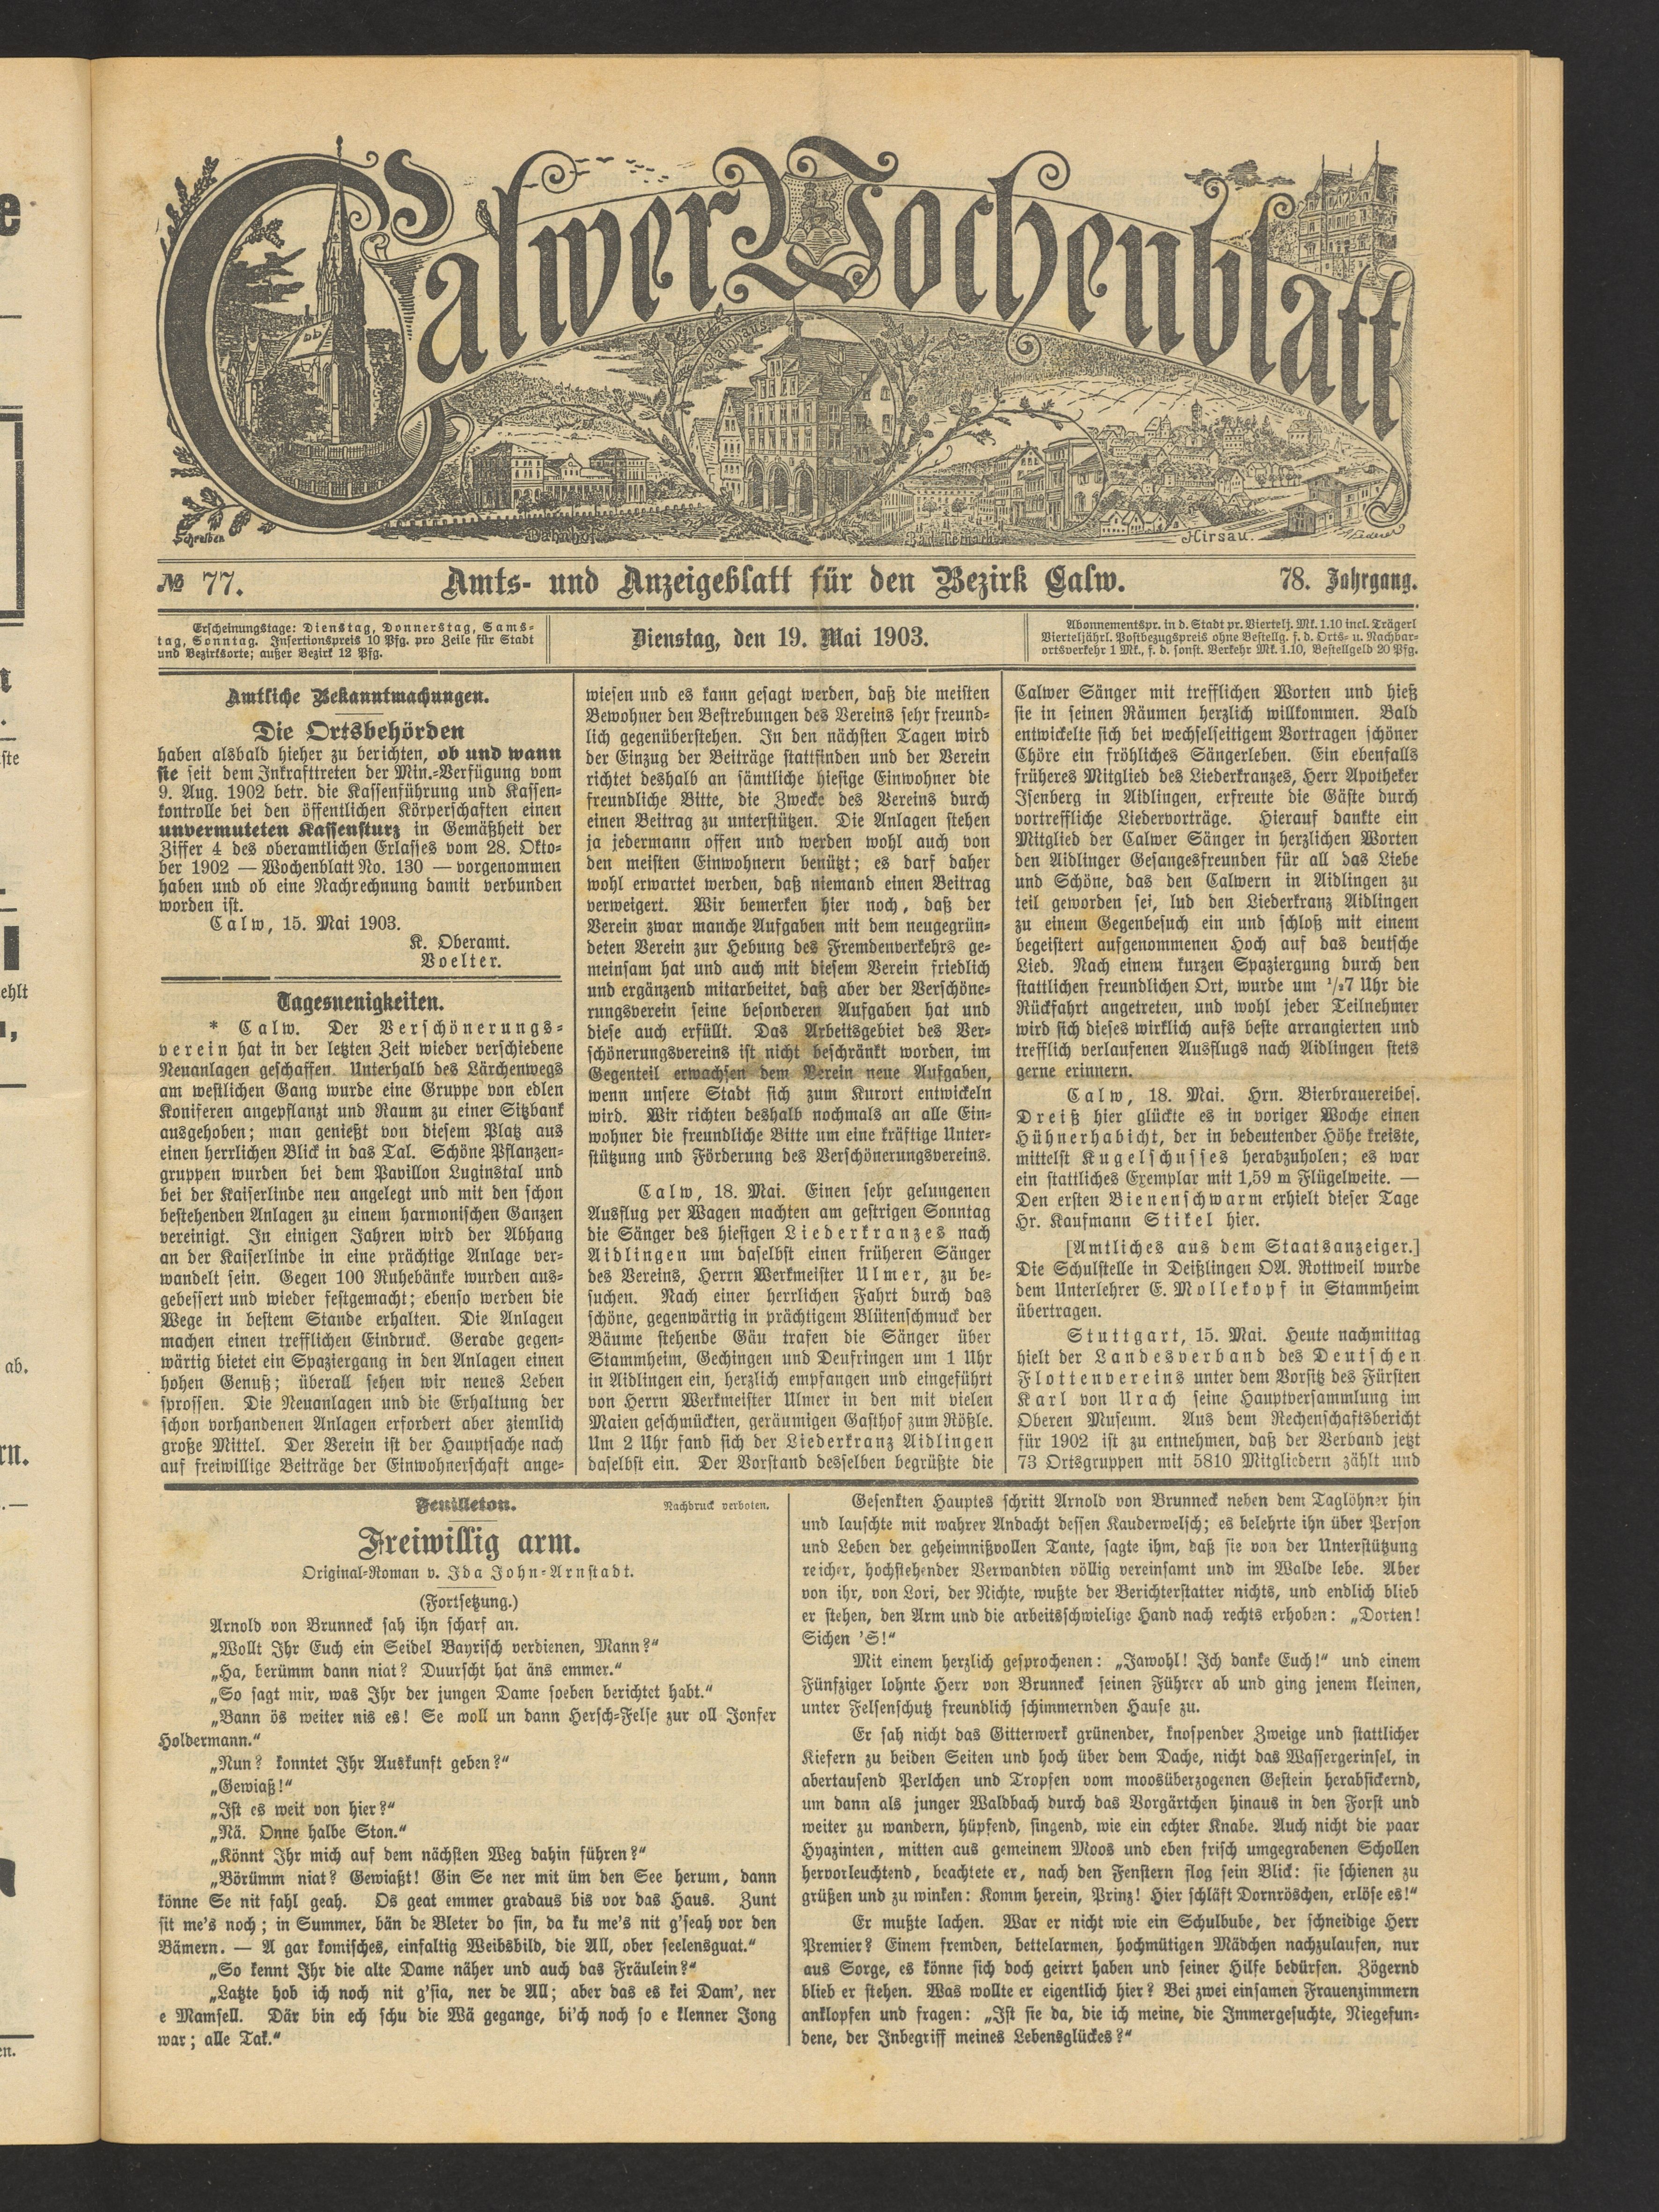 Calwer Wochenblatt
Rathhaus
Bahnhof.
Bad Teinach.
Hirsau.
№ 77.
Amts- und Anzeigeblatt für den Bezirk Calw.
78. Jahrgang.
Erscheinungstage: Dienstag, Donnerstag, Sams-
tag, Sonntag. Insertionspreis 10 Pfg. pro Zeile für Stadt
und Bezirksorte; außer Bezirk 12 Pfg.
Dienstag, den 19. Mai 1903.
Abonnementspr. in d. Stadt pr. Viertelj. Mk. 1.10 incl. Trägerl
Vierteljährl. Postbezugspreis ohne Bestellg. f. d. Orts- u. Nachbar-
ortsverkehr 1 Mk., f. d. sonst. Verkehr Mk. 1.10, Bestellgeld 20 Pfg.
Amtliche Bekanntmachungen.
Die Ortsbehörden
haben alsbald hieher zu berichten, ob und wann
sie seit dem Inkrafttreten der Min.-Verfügung vom
9. Aug. 1902 betr. die Kassenführung und Kassen-
kontrolle bei den öffentlichen Körperschaften einen
unvermuteten Kassensturz in Gemäßheit der
Ziffer 4 des oberamtlichen Erlasses vom 28. Okto-
ber 1902 — Wochenblatt No. 130 — vorgenommen
haben und ob eine Nachrechnung damit verbunden
worden ist.
Calw, 15. Mai 1903.
K. Oberamt.
Voelter.
Tagesneuigkeiten.
* Calw. Der Verschönerungs-
verein hat in der letzten Zeit wieder verschiedene
Neuanlagen geschaffen. Unterhalb des Lärchenwegs
am westlichen Gang wurde eine Gruppe von edlen
Koniferen angepflanzt und Raum zu einer Sitzbank
ausgehoben; man genießt von diesem Platz aus
einen herrlichen Blick in das Tal. Schöne Pflanzen-
gruppen wurden bei dem Pavillon Luginstal und
bei der Kaiserlinde neu angelegt und mit den schon
bestehenden Anlagen zu einem harmonischen Ganzen
vereinigt. In einigen Jahren wird der Abhang
an der Kaiserlinde in eine prächtige Anlage ver-
wandelt sein. Gegen 100 Ruhebänke wurden aus-
gebessert und wieder festgemacht; ebenso werden die
Wege in bestem Stande erhalten. Die Anlagen
machen einen trefflichen Eindruck. Gerade gegen-
wärtig bietet ein Spaziergang in den Anlagen einen
hohen Genuß; überall sehen wir neues Leben
sprossen. Die Neuanlagen und die Erhaltung der
schon vorhandenen Anlagen erfordert aber ziemlich
große Mittel. Der Verein ist der Hauptsache nach
auf freiwillige Beiträge der Einwohnerschaft ange-
wiesen und es kann gesagt werden, daß die meisten
Bewohner den Bestrebungen des Vereins sehr freund-
lich gegenüberstehen. In den nächsten Tagen wird
der Einzug der Beiträge stattfinden und der Verein
richtet deshalb an sämtliche hiesige Einwohner die
freundliche Bitte, die Zwecke des Vereins durch
einen Beitrag zu unterstützen. Die Anlagen stehen
ja jedermann offen und werden wohl auch von
den meisten Einwohnern benützt; es darf daher
wohl erwartet werden, daß niemand einen Beitrag
verweigert. Wir bemerken hier noch, daß der
Verein zwar manche Aufgaben mit dem neugegrün-
deten Verein zur Hebung des Fremdenverkehrs ge-
meinsam hat und auch mit diesem Verein friedlich
und ergänzend mitarbeitet, daß aber der Verschöne-
rungsverein seine besonderen Aufgaben hat und
diese auch erfüllt. Das Arbeitsgebiet des Ver-
schönerungsvereins ist nicht beschränkt worden, im
Gegenteil erwachsen dem Verein neue Aufgaben,
wenn unsere Stadt sich zum Kurort entwickeln
wird. Wir richten deshalb nochmals an alle Ein-
wohner die freundliche Bitte um eine kräftige Unter-
stützung und Förderung des Verschönerungsvereins.
Calw, 18. Mai. Einen sehr gelungenen
Ausflug per Wagen machten am gestrigen Sonntag
die Sänger des hiesigen Liederkranzes nach
Aidlingen um daselbst einen früheren Sänger
des Vereins, Herrn Werkmeister Ulmer, zu be-
suchen. Nach einer herrlichen Fahrt durch das
schöne, gegenwärtig in prächtigem Blütenschmuck der
Bäume stehende Gäu trafen die Sänger über
Stammheim, Gechingen und Deufringen um 1 Uhr
in Aidlingen ein, herzlich empfangen und eingeführt
von Herrn Werkmeister Ulmer in den mit vielen
Maien geschmückten, geräumigen Gasthof zum Rößle.
Um 2 Uhr fand sich der Liederkranz Aidlingen
daselbst ein. Der Vorstand desselben begrüßte die
Calwer Sänger mit trefflichen Worten und hieß
sie in seinen Räumen herzlich willkommen. Bald
entwickelte sich bei wechselseitigem Vortragen schöner
Chöre ein fröhliches Sängerleben. Ein ebenfalls
früheres Mitglied des Liederkranzes, Herr Apotheker
Isenberg in Aidlingen, erfreute die Gäste durch
vortreffliche Liedervorträge. Hierauf dankte ein
Mitglied der Calwer Sänger in herzlichen Worten
den Aidlinger Gesangesfreunden für all das Liebe
und Schöne, das den Calwern in Aidlingen zu
teil geworden sei, lud den Liederkranz Aidlingen
zu einem Gegenbesuch ein und schloß mit einem
begeistert aufgenommenen Hoch auf das deutsche
Lied. Nach einem kurzen Spaziergung durch den
stattlichen freundlichen Ort, wurde um ½7 Uhr die
Rückfahrt angetreten, und wohl jeder Teilnehmer
wird sich dieses wirklich aufs beste arrangierten und
trefflich verlaufenen Ausflugs nach Aidlingen stets
gerne erinnern.
Calw, 18. Mai. Hrn. Bierbrauereibes.
Dreiß hier glückte es in voriger Woche einen
Hühnerhabicht, der in bedeutender Höhe kreiste,
mittelst Kugelschusses herabzuholen; es war
ein stattliches Exemplar mit 1,59 m Flügelweite. —
Den ersten Bienenschwarm erhielt dieser Tage
Hr. Kaufmann Stikel hier.
[Amtliches aus dem Staatsanzeiger.]
Die Schulstelle in Deißlingen OA. Rottweil wurde
dem Unterlehrer E. Mollekopf in Stammheim
übertragen.
Stuttgart, 15. Mai. Heute nachmittag
hielt der Landesverband des Deutschen
Flottenvereins unter dem Vorsitz des Fürsten
Karl von Urach seine Hauptversammlung im
Oberen Museum. Aus dem Rechenschaftsbericht
für 1902 ist zu entnehmen, daß der Verband jetzt
73 Ortsgruppen mit 5810 Mitgliedern zählt und
Feuilleton.
Nachdruck verboten.
Freiwillig arm.
Original-Roman v. Ida John-Arnstadt.
(Fortsetzung.)
Arnold von Brunneck sah ihn scharf an.
„Wollt Ihr Euch ein Seidel Bayrisch verdienen, Mann?“
„Ha, berümm dann niat? Duurscht hat äns emmer.“
„So sagt mir, was Ihr der jungen Dame soeben berichtet habt.“
„Bann ös weiter nis es! Se woll un dann Hersch-Felse zur oll Jonfer
Holdermann.“
„Nun? konntet Ihr Auskunft geben?“
„Gewiaß!“
„Ist es weit von hier?“
„Nä. Onne halbe Ston.“
„Könnt Ihr mich auf dem nächsten Weg dahin führen?“
„Börümm niat? Gewiaßt! Gin Se ner mit üm den See herum, dann
könne Se nit fahl geah. Os geat emmer gradaus bis vor das Haus. Zunt
sit me's noch; in Summer, bän de Bleter do sin, da ku me's nit g'seah vor den
Bämern. — A gar komisches, einfaltig Weibsbild, die All, ober seelensguat.“
„So kennt Ihr die alte Dame näher und auch das Fräulein?“
„Latzte hob ich noch nit g'sia, ner de All; aber das es kei Dam', ner
e Mamsell. Där bin ech schu die Wä gegange, bi'ch noch so e klenner Jong
war; alle Tak.“
Gesenkten Hauptes schritt Arnold von Brunneck neben dem Taglöhner hin
und lauschte mit wahrer Andacht dessen Kauderwelsch; es belehrte ihn über Person
und Leben der geheimnißvollen Tante, sagte ihm, daß sie von der Unterstützung
reicher, hochstehender Verwandten völlig vereinsamt und im Walde lebe. Aber
von ihr, von Lori, der Nichte, wußte der Berichterstatter nichts, und endlich blieb
er stehen, den Arm und die arbeitsschwielige Hand nach rechts erhoben: „Dorten!
Sichen 'S!“
Mit einem herzlich gesprochenen: „Jawohl! Ich danke Euch!“ und einem
Fünfziger lohnte Herr von Brunneck seinen Führer ab und ging jenem kleinen,
unter Felsenschutz freundlich schimmernden Hause zu.
Er sah nicht das Gitterwerk grünender, knospender Zweige und stattlicher
Kiefern zu beiden Seiten und hoch über dem Dache, nicht das Wassergerinsel, in
abertausend Perlchen und Tropfen vom moosüberzogenen Gestein herabsickernd,
um dann als junger Waldbach durch das Vorgärtchen hinaus in den Forst und
weiter zu wandern, hüpfend, singend, wie ein echter Knabe. Auch nicht die paar
Hyazinten, mitten aus gemeinem Moos und eben frisch umgegrabenen Schollen
hervorleuchtend, beachtete er, nach den Fenstern flog sein Blick: sie schienen zu
grüßen und zu winken: Komm herein, Prinz! Hier schläft Dornröschen, erlöse es!“
Er mußte lachen. War er nicht wie ein Schulbube, der schneidige Herr
Premier? Einem fremden, bettelarmen, hochmütigen Mädchen nachzulaufen, nur
aus Sorge, es könne sich doch geirrt haben und seiner Hilfe bedürfen. Zögernd
blieb er stehen. Was wollte er eigentlich hier? Bei zwei einsamen Frauenzimmern
anklopfen und fragen: „Ist sie da, die ich meine, die Immergesuchte, Niegefun-
dene, der Inbegriff meines Lebensglückes?“